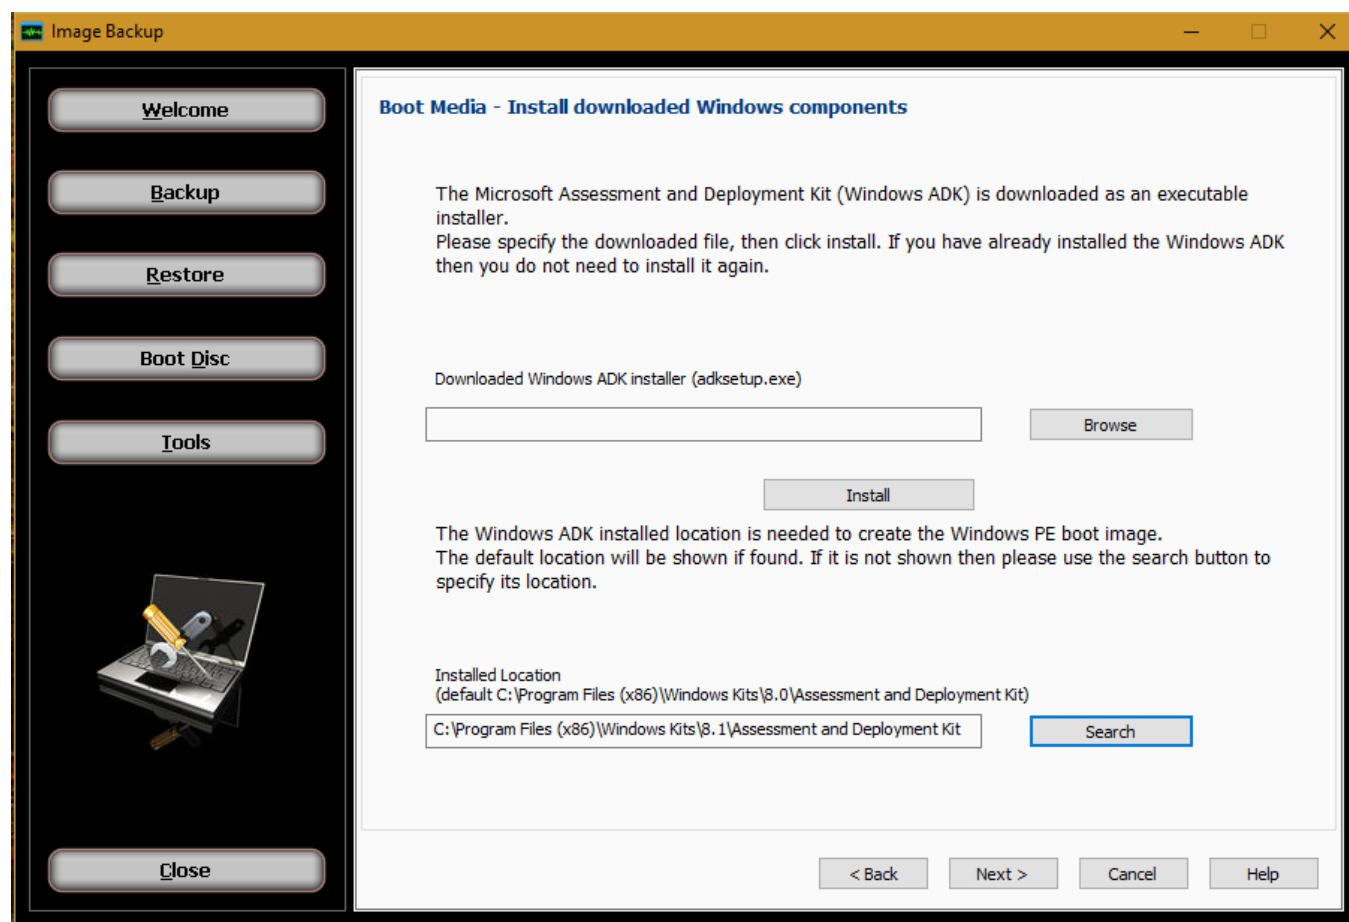 Image Backup
Welcome
Backup
Restore
Boot Disc
Tools
Close
Boot Media - Install downloaded Windows components
The Microsoft Assessment and Deployment Kit (Windows ADK) is downloaded as an executable
installer.
Please specify the downloaded file, then click install. If you have already installed the Windows ADK
then you do not need to install it again.
Downloaded Windows ADK installer (adksetup.exe)
Browse
Install
The Windows ADK installed location is needed to create the Windows PE boot image.
The default location will be shown if found. If it is not shown then please use the search button to
specify its location.
Installed Location
(default C:\Program Files (x86)\Windows Kits\8.0\Assessment and Deployment Kit)
C:\Program Files (x86)\Windows Kits\8.1\Assessment and Deployment Kit
Search
< Back
Next >
Cancel
Help